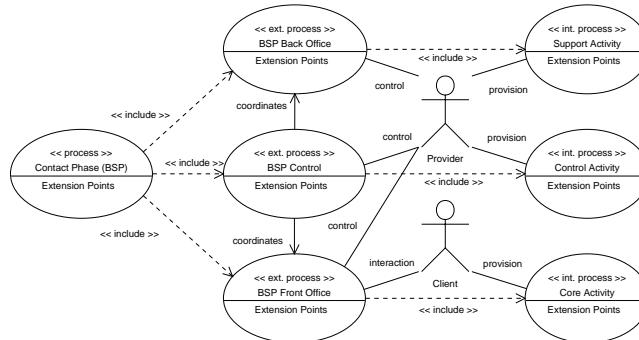 << ext. process >>
BSP Back Office
Extension Points
<< include >>
<< int. process >>
Support Activity
Extension Points
control
provision
coordinates
<< include >>
<< process >>
Contact Phase (BSP)
Extension Points
<< include >>
<< ext. process >>
BSP Control
Extension Points
control
Provider
provision
<< include >>
<< int. process >>
Control Activity
Extension Points
<< include >>
coordinates
control
interaction
Client
provision
<< ext. process >>
BSP Front Office
Extension Points
<< include >>
<< int. process >>
Core Activity
Extension Points